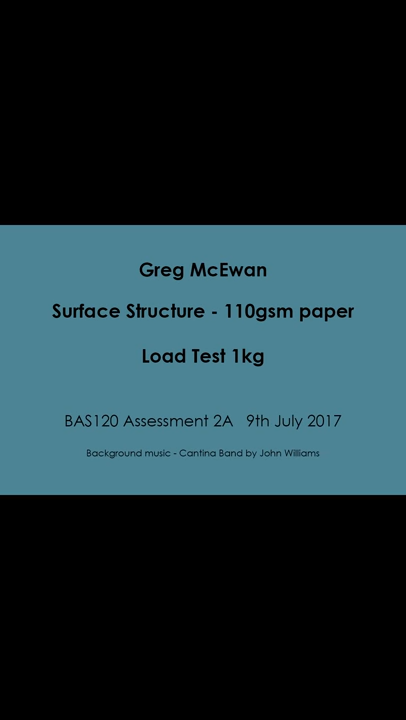 Greg McEwan
Surface Structure - 110gsm paper
Load Test 1kg
BAS120 Assessment 2A   9th July 2017
Background music - Cantina Band by John Williams